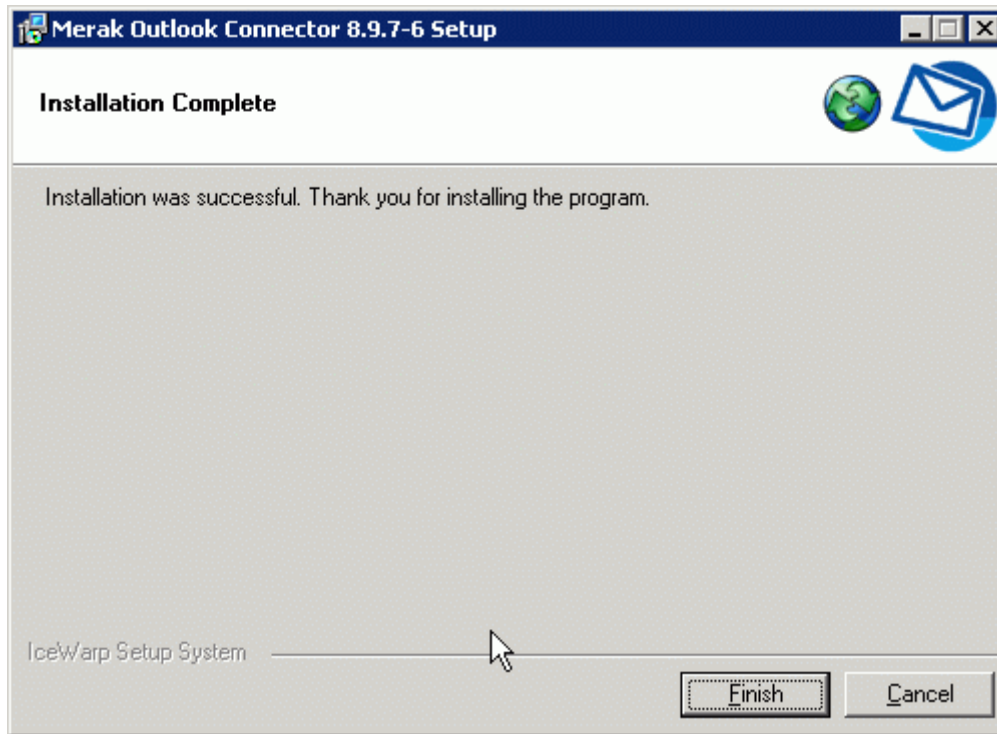 Merak Outlook Connector 8.9.7-6 Setup
Installation Complete
Installation was successful. Thank you for installing the program.
IceWarp Setup System
Finish
Cancel